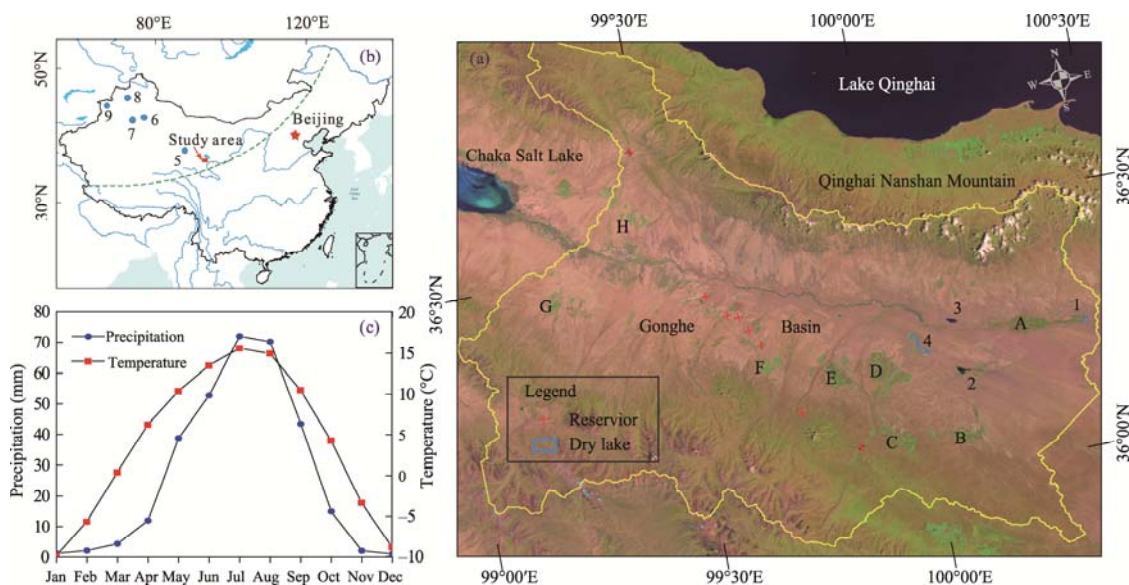 80°E
120°E
(b)
50°N
30°N
8
9
7
6
5
Study area
Beijing
80
70
60
50
40
30
20
10
0
Precipitation (mm)
Precipitation
Temperature
(c)
20
15
10
5
0
−5
−10
Temperature (°C)
Jan Feb Mar Apr May Jun Jul Aug Sep Oct Nov Dec
99°30′E
100°00′E
100°30′E
(a)
Lake Qinghai
N
W
E
S
Chaka Salt Lake
Qinghai Nanshan Mountain
36°30′N
H
36°30′N
G
Gonghe
Basin
3
A
1
4
F
E
D
2
Legend
Reservior
Dry lake
C
B
36°00′N
99°00′E
99°30′E
100°00′E